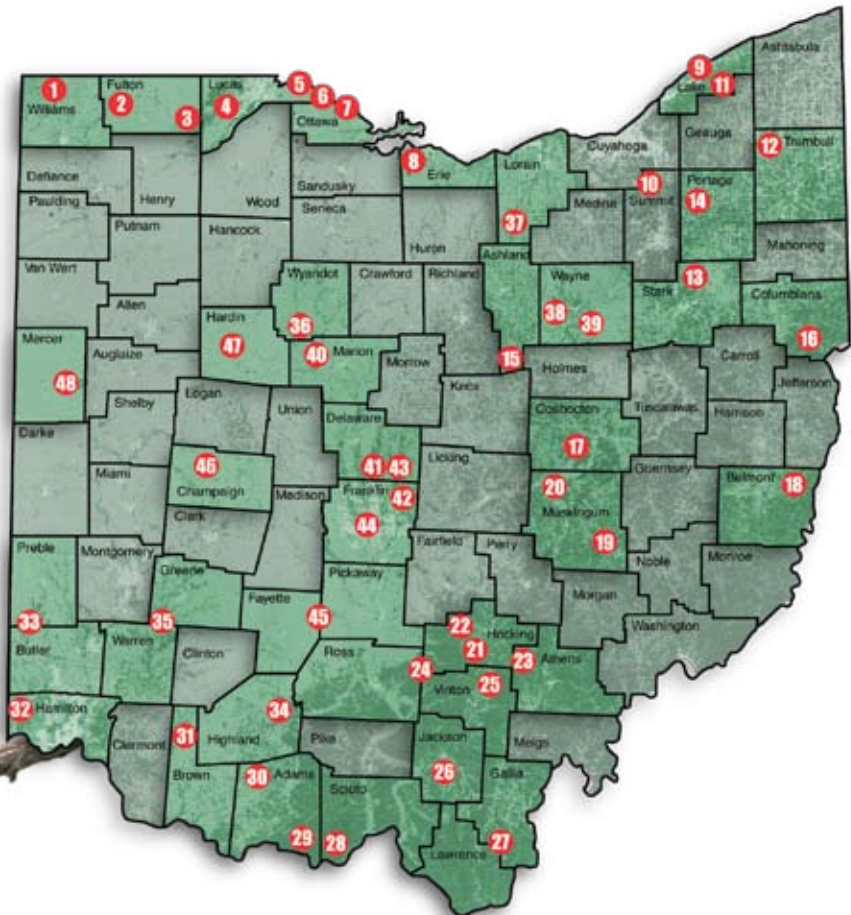 9
Ashtabula
Lake
11
1
Williams
Fulton
2
3
Lucas
4
5
6
7
Ottawa
Geauga
Cuyahoga
12
Trumbull
8
Erie
Lorain
10
Portage
14
Defiance
Henry
Wood
Sandusky
Seneca
Medina
Summit
Paulding
Putnam
Hancock
Huron
37
Ashland
Mahoning
Van Wert
Wyandot
Crawford
Richland
Wayne
13
Stark
Columbiana
Allen
Hardin
36
38
39
16
Mercer
47
40
Marion
15
Holmes
Carroll
Auglaize
48
Morrow
Jefferson
Logan
Knox
Coshocton
Tuscarawas
Harrison
Shelby
Union
Delaware
17
Darke
46
41
43
Licking
Guernsey
Belmont
18
Miami
Champaign
Franklin
42
20
Muskingum
Madison
44
19
Clark
Fairfield
Perry
Noble
Monroe
Preble
Montgomery
Greene
Pickaway
Morgan
Fayette
33
35
45
22
Hocking
Washington
Butler
Warren
Clinton
Ross
21
23
Athens
24
Vinton
25
32
Hamilton
34
31
Highland
Pike
Jackson
Meigs
Clermont
Brown
30
Adams
26
Gallia
Scioto
29
28
27
Lawrence